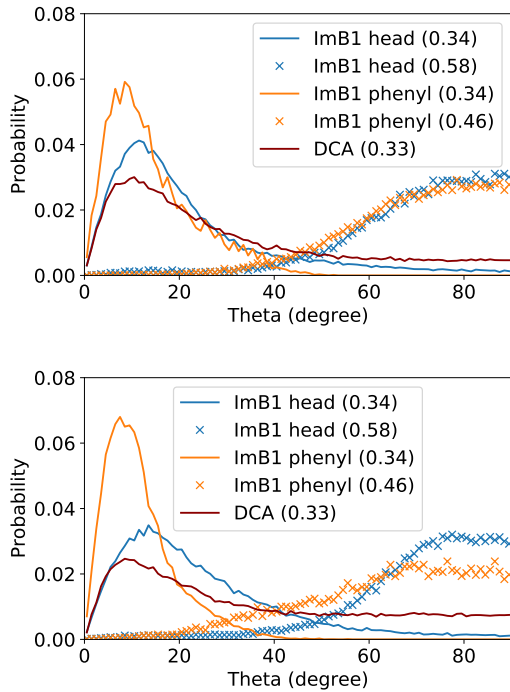 0.08
0.06
0.04
0.02
0.00
Probability
ImB1 head (0.34)
ImB1 head (0.58)
ImB1 phenyl (0.34)
ImB1 phenyl (0.46)
DCA (0.33)
0 20 40 60 80
Theta (degree)
0.08
0.06
0.04
0.02
0.00
Probability
ImB1 head (0.34)
ImB1 head (0.58)
ImB1 phenyl (0.34)
ImB1 phenyl (0.46)
DCA (0.33)
0 20 40 60 80
Theta (degree)